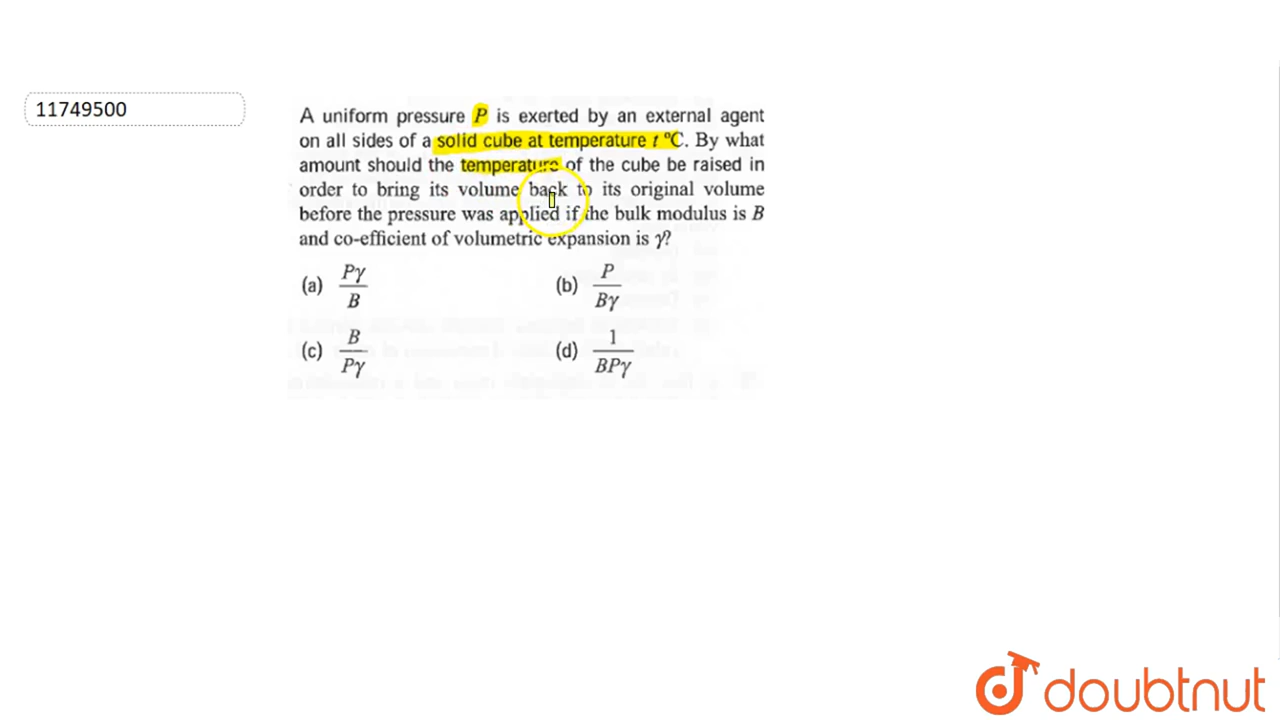 11749500
A uniform pressure P is exerted by an external agent
on all sides of a solid cube at temperature t °C. By what
amount should the temperature of the cube be raised in
order to bring its volume back to its original volume
before the pressure was applied if the bulk modulus is B
and co-efficient of volumetric expansion is γ?
(a) Pγ/B (b) P/Bγ
(c) B/Pγ (d) 1/BPγ
doubtnut